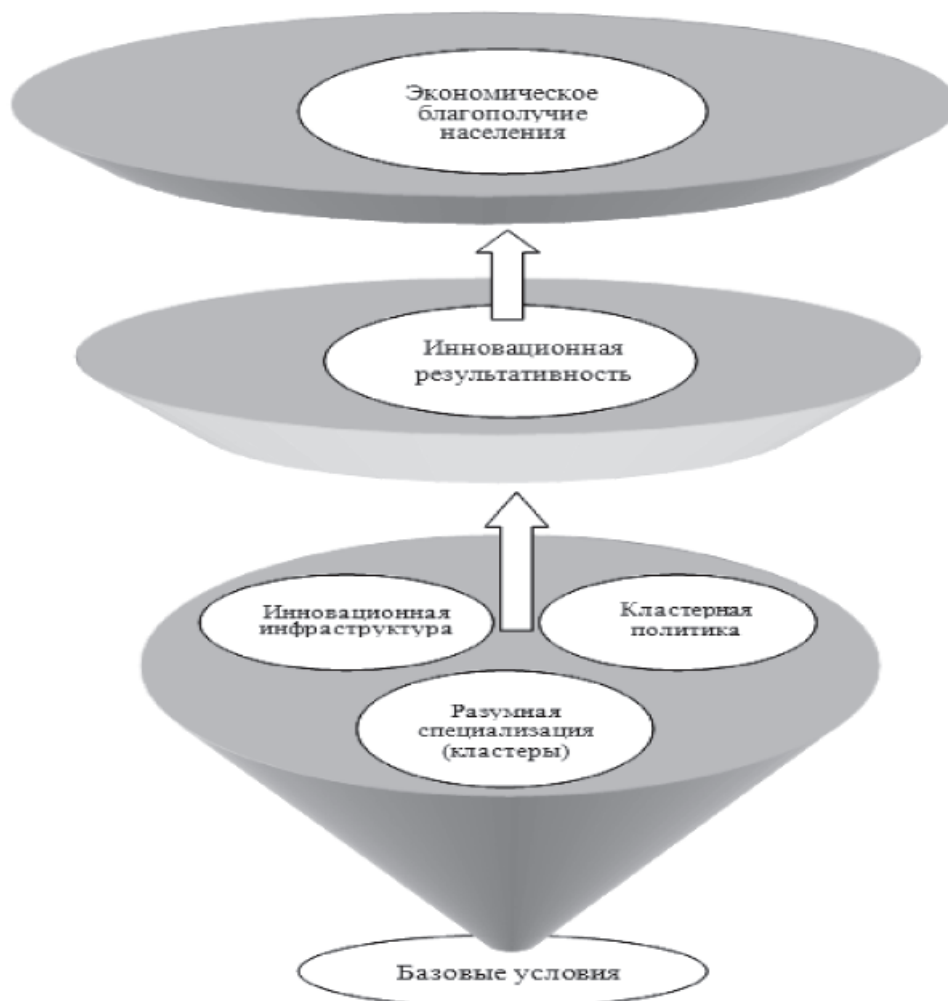 Экономическое
благополучие
населения
Инновационная
результативность
Инновационная
инфраструктура
Кластерная
политика
Разумная
специализация
(кластеры)
Базовые условия